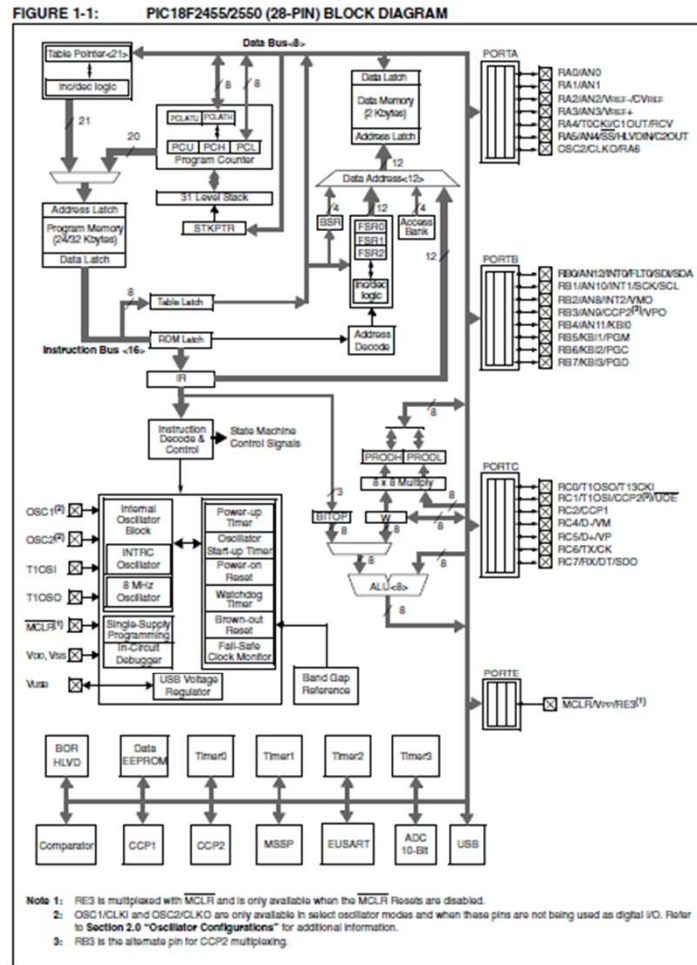 FIGURE 1-1: PIC18F2455/2550 (28-PIN) BLOCK DIAGRAM
Data Bus<8>
Table Pointer<21>
inc/dec logic
21
20
8
8
PCLATU PCLATH
PCU PCH PCL
Program Counter
31 Level Stack
STKPTR
Address Latch
Program Memory
(24/32 Kbytes)
Data Latch
8
Table Latch
ROM Latch
Instruction Bus <16>
IR
Data Latch
Data Memory
(2 Kbytes)
Address Latch
12
Data Address<12>
4
12
4
BSR
FSR0
FSR1
FSR2
Access
Bank
12
inc/dec
logic
Address
Decode
Instruction
Decode &
Control
State Machine
Control Signals
8
PRODH PRODL
8 x 8 Multiply
3
BITOP
W
8
8
8
8
8
ALU<8>
8
OSC1(2)
OSC2(2)
T1OSI
T1OSO
MCLR(1)
VDD, VSS
VUSB
Internal
Oscillator
Block
INTRC
Oscillator
8 MHz
Oscillator
Single-Supply
Programming
In-Circuit
Debugger
Power-up
Timer
Oscillator
Start-up Timer
Power-on
Reset
Watchdog
Timer
Brown-out
Reset
Fail-Safe
Clock Monitor
USB Voltage
Regulator
Band Gap
Reference
PORTA
RA0/AN0
RA1/AN1
RA2/AN2/VREF-/CVREF
RA3/AN3/VREF+
RA4/T0CKI/C1OUT/RCV
RA5/AN4/SS/HLVDIN/C2OUT
OSC2/CLKO/RA6
PORTB
RB0/AN12/INT0/FLT0/SDI/SDA
RB1/AN10/INT1/SCK/SCL
RB2/AN8/INT2/VMO
RB3/AN9/CCP2(3)/VPO
RB4/AN11/KBI0
RB5/KBI1/PGM
RB6/KBI2/PGC
RB7/KBI3/PGD
PORTC
RC0/T1OSO/T13CKI
RC1/T1OSI/CCP2(3)/UOE
RC2/CCP1
RC4/D-/VM
RC5/D+/VP
RC6/TX/CK
RC7/RX/DT/SDO
PORTE
MCLR/VPP/RE3(1)
BOR
HLVD
Data
EEPROM
Timer0
Timer1
Timer2
Timer3
Comparator
CCP1
CCP2
MSSP
EUSART
ADC
10-Bit
USB
Note 1: RE3 is multiplexed with MCLR and is only available when the MCLR Resets are disabled.
2: OSC1/CLKI and OSC2/CLKO are only available in select oscillator modes and when these pins are not being used as digital I/O. Refer
to Section 2.0 "Oscillator Configurations" for additional information.
3: RB3 is the alternate pin for CCP2 multiplexing.